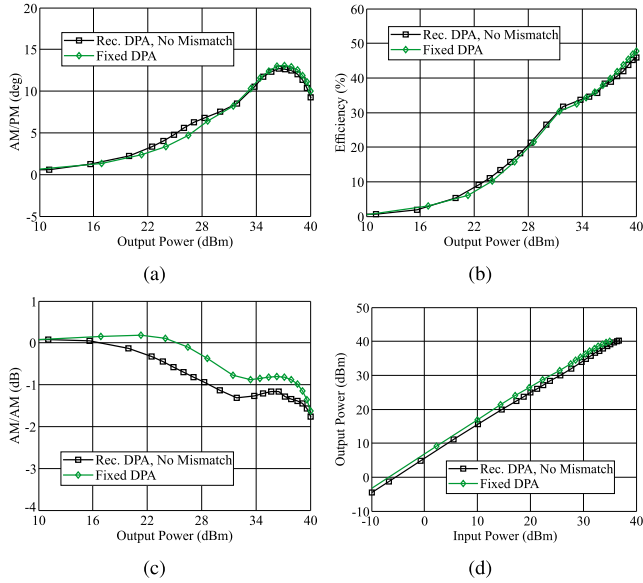 20
15
10
5
0
-5
AM/PM (deg)
Rec. DPA, No Mismatch
Fixed DPA
10 16 22 28 34 40
Output Power (dBm)
(a)
60
50
40
30
20
10
0
Efficiency (%)
Rec. DPA, No Mismatch
Fixed DPA
10 16 22 28 34 40
Output Power (dBm)
(b)
1
0
-1
-2
-3
-4
AM/AM (dB)
Rec. DPA, No Mismatch
Fixed DPA
10 16 22 28 34 40
Output Power (dBm)
(c)
50
40
30
20
10
0
-10
Output Power (dBm)
Rec. DPA, No Mismatch
Fixed DPA
-10 0 10 20 30 40
Input Power (dBm)
(d)